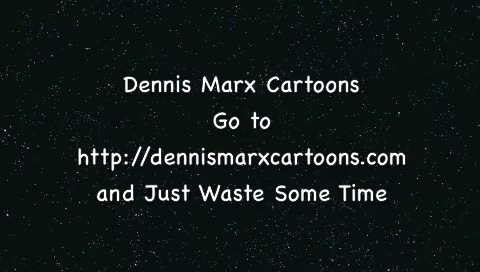 Dennis Marx Cartoons
Go to
http://dennismarxcartoons.com
and Just Waste Some Time